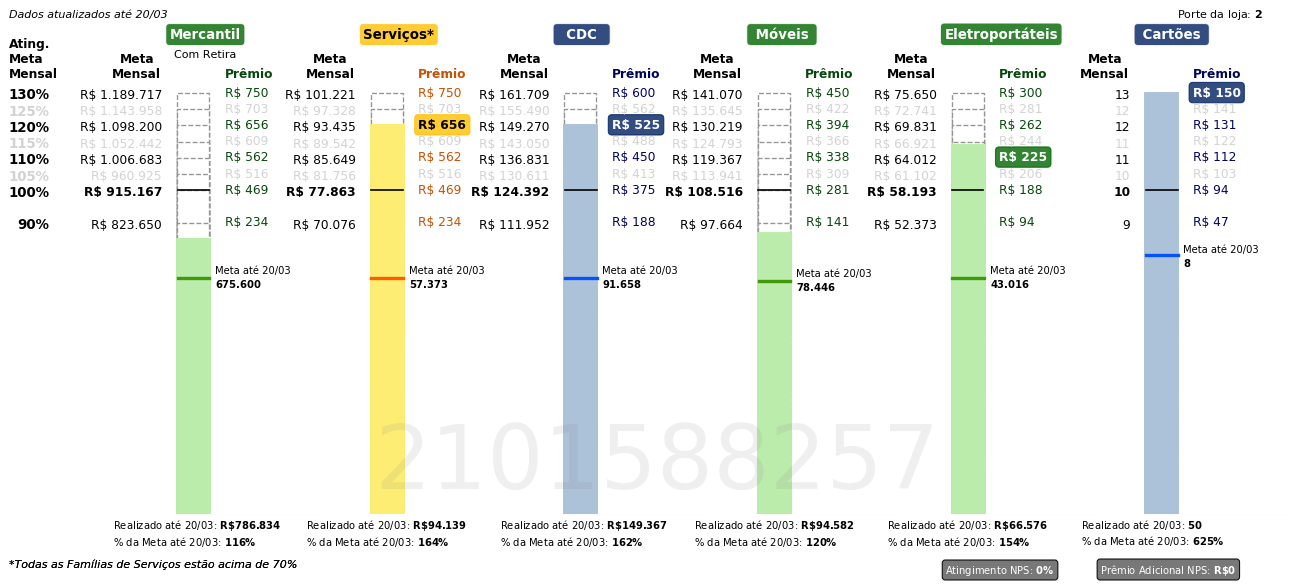 Dados atualizados até 20/03
Porte da loja: 2
Mercantil Serviços* CDC Móveis Eletroportáteis Cartões
Com Retira
Ating. Meta Mensal
Meta Mensal Prêmio Meta Mensal Prêmio Meta Mensal Prêmio Meta Mensal Prêmio Meta Mensal Prêmio Meta Mensal Prêmio
130% R$ 1.189.717 R$ 750 R$ 101.221 R$ 750 R$ 161.709 R$ 600 R$ 141.070 R$ 450 R$ 75.650 R$ 300 13 R$ 150
125% R$ 1.143.958 R$ 703 R$ 97.328 R$ 703 R$ 155.490 R$ 562 R$ 135.645 R$ 422 R$ 72.741 R$ 281 12 R$ 141
120% R$ 1.098.200 R$ 656 R$ 93.435 R$ 656 R$ 149.270 R$ 525 R$ 130.219 R$ 394 R$ 69.831 R$ 262 12 R$ 131
115% R$ 1.052.442 R$ 609 R$ 89.542 R$ 609 R$ 143.050 R$ 488 R$ 124.793 R$ 366 R$ 66.921 R$ 244 11 R$ 122
110% R$ 1.006.683 R$ 562 R$ 85.649 R$ 562 R$ 136.831 R$ 450 R$ 119.367 R$ 338 R$ 64.012 R$ 225 11 R$ 112
105% R$ 960.925 R$ 516 R$ 81.756 R$ 516 R$ 130.611 R$ 413 R$ 113.941 R$ 309 R$ 61.102 R$ 206 10 R$ 103
100% R$ 915.167 R$ 469 R$ 77.863 R$ 469 R$ 124.392 R$ 375 R$ 108.516 R$ 281 R$ 58.193 R$ 188 10 R$ 94
90% R$ 823.650 R$ 234 R$ 70.076 R$ 234 R$ 111.952 R$ 188 R$ 97.664 R$ 141 R$ 52.373 R$ 94 9 R$ 47
Meta até 20/03 Meta até 20/03 Meta até 20/03 Meta até 20/03 Meta até 20/03 Meta até 20/03
675.600 57.373 91.658 78.446 43.016 8
2101588257
Realizado até 20/03: R$786.834 Realizado até 20/03: R$94.139 Realizado até 20/03: R$149.367 Realizado até 20/03: R$94.582 Realizado até 20/03: R$66.576 Realizado até 20/03: 50
% da Meta até 20/03: 116% % da Meta até 20/03: 164% % da Meta até 20/03: 162% % da Meta até 20/03: 120% % da Meta até 20/03: 154% % da Meta até 20/03: 625%
*Todas as Famílias de Serviços estão acima de 70%
Atingimento NPS: 0% Prêmio Adicional NPS: R$0